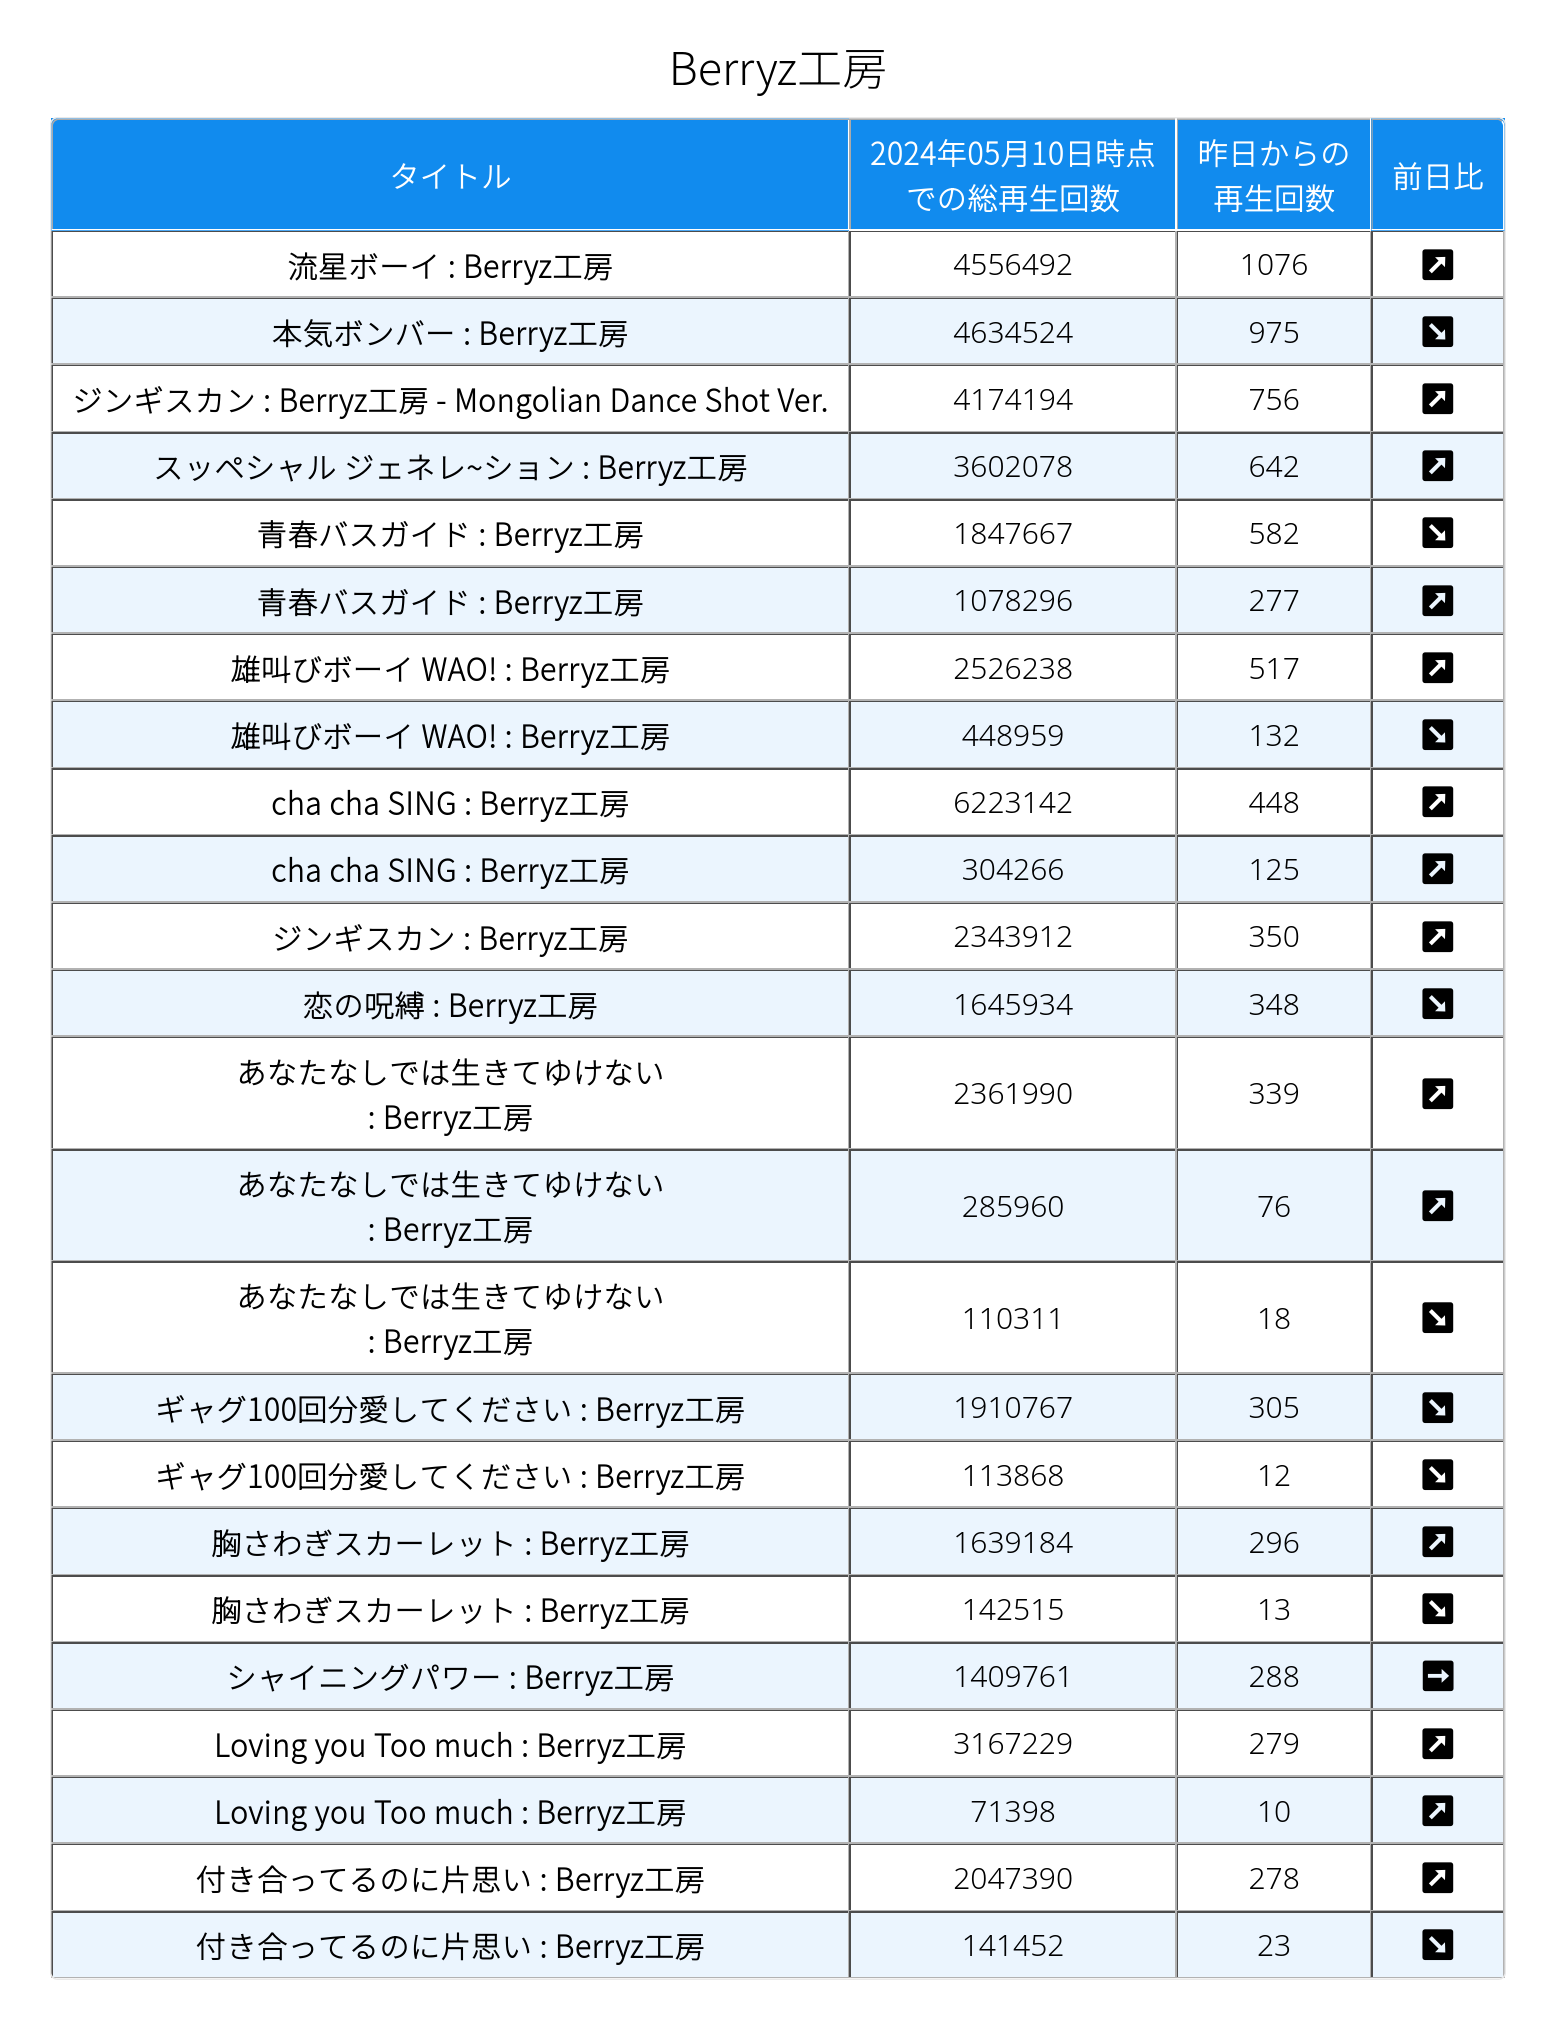 Berryz工房
タイトル 2024年05月10日時点での総再生回数 昨日からの再生回数 前日比
流星ボーイ : Berryz工房 4556492 1076 ↗
本気ボンバー : Berryz工房 4634524 975 ↘
ジンギスカン : Berryz工房 - Mongolian Dance Shot Ver. 4174194 756 ↗
スッペシャル ジェネレ~ション : Berryz工房 3602078 642 ↗
青春バスガイド : Berryz工房 1847667 582 ↘
青春バスガイド : Berryz工房 1078296 277 ↗
雄叫びボーイ WAO! : Berryz工房 2526238 517 ↗
雄叫びボーイ WAO! : Berryz工房 448959 132 ↘
cha cha SING : Berryz工房 6223142 448 ↗
cha cha SING : Berryz工房 304266 125 ↗
ジンギスカン : Berryz工房 2343912 350 ↗
恋の呪縛 : Berryz工房 1645934 348 ↘
あなたなしでは生きてゆけない : Berryz工房 2361990 339 ↗
あなたなしでは生きてゆけない : Berryz工房 285960 76 ↗
あなたなしでは生きてゆけない : Berryz工房 110311 18 ↘
ギャグ100回分愛してください : Berryz工房 1910767 305 ↘
ギャグ100回分愛してください : Berryz工房 113868 12 ↘
胸さわぎスカーレット : Berryz工房 1639184 296 ↗
胸さわぎスカーレット : Berryz工房 142515 13 ↘
シャイニングパワー : Berryz工房 1409761 288 →
Loving you Too much : Berryz工房 3167229 279 ↗
Loving you Too much : Berryz工房 71398 10 ↗
付き合ってるのに片思い : Berryz工房 2047390 278 ↗
付き合ってるのに片思い : Berryz工房 141452 23 ↘